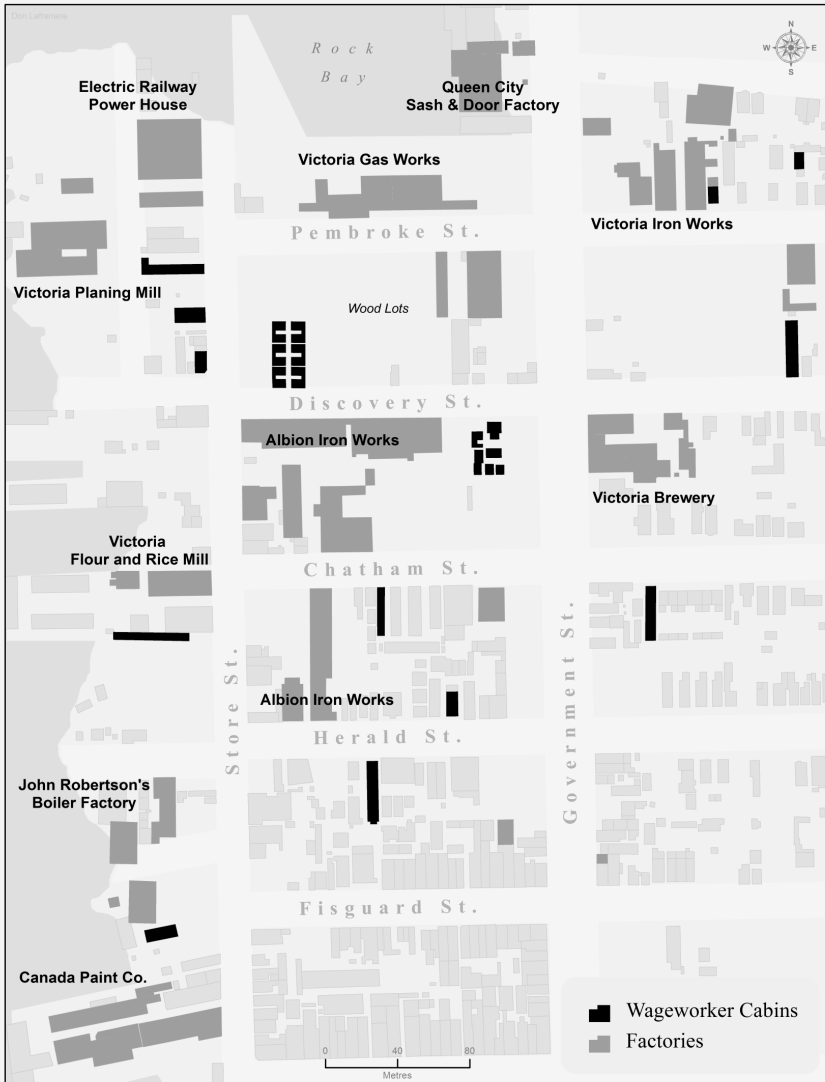 Don Lafreniere
Rock
Bay
N
W
E
S
Electric Railway
Power House
Queen City
Sash & Door Factory
Victoria Gas Works
Victoria Iron Works
Pembroke St.
Victoria Planing Mill
Wood Lots
Discovery St.
Albion Iron Works
Victoria Brewery
Victoria
Flour and Rice Mill
Chatham St.
Store St.
Government St.
Albion Iron Works
Herald St.
John Robertson's
Boiler Factory
Fisguard St.
Canada Paint Co.
Wageworker Cabins
Factories
0 40 80
Metres